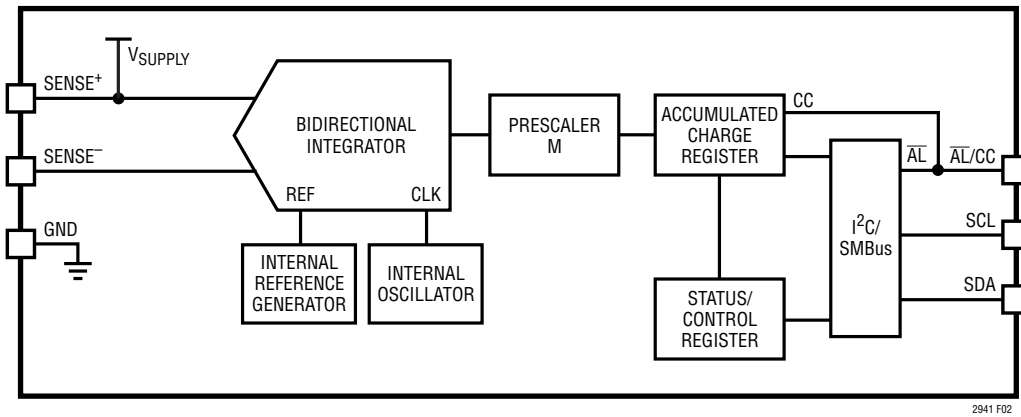 SENSE+
VSUPPLY
SENSE–
GND
BIDIRECTIONAL
INTEGRATOR
REF
CLK
INTERNAL
REFERENCE
GENERATOR
INTERNAL
OSCILLATOR
PRESCALER
M
ACCUMULATED
CHARGE
REGISTER
CC
STATUS/
CONTROL
REGISTER
I2C/
SMBus
AL
AL/CC
SCL
SDA
2941 F02